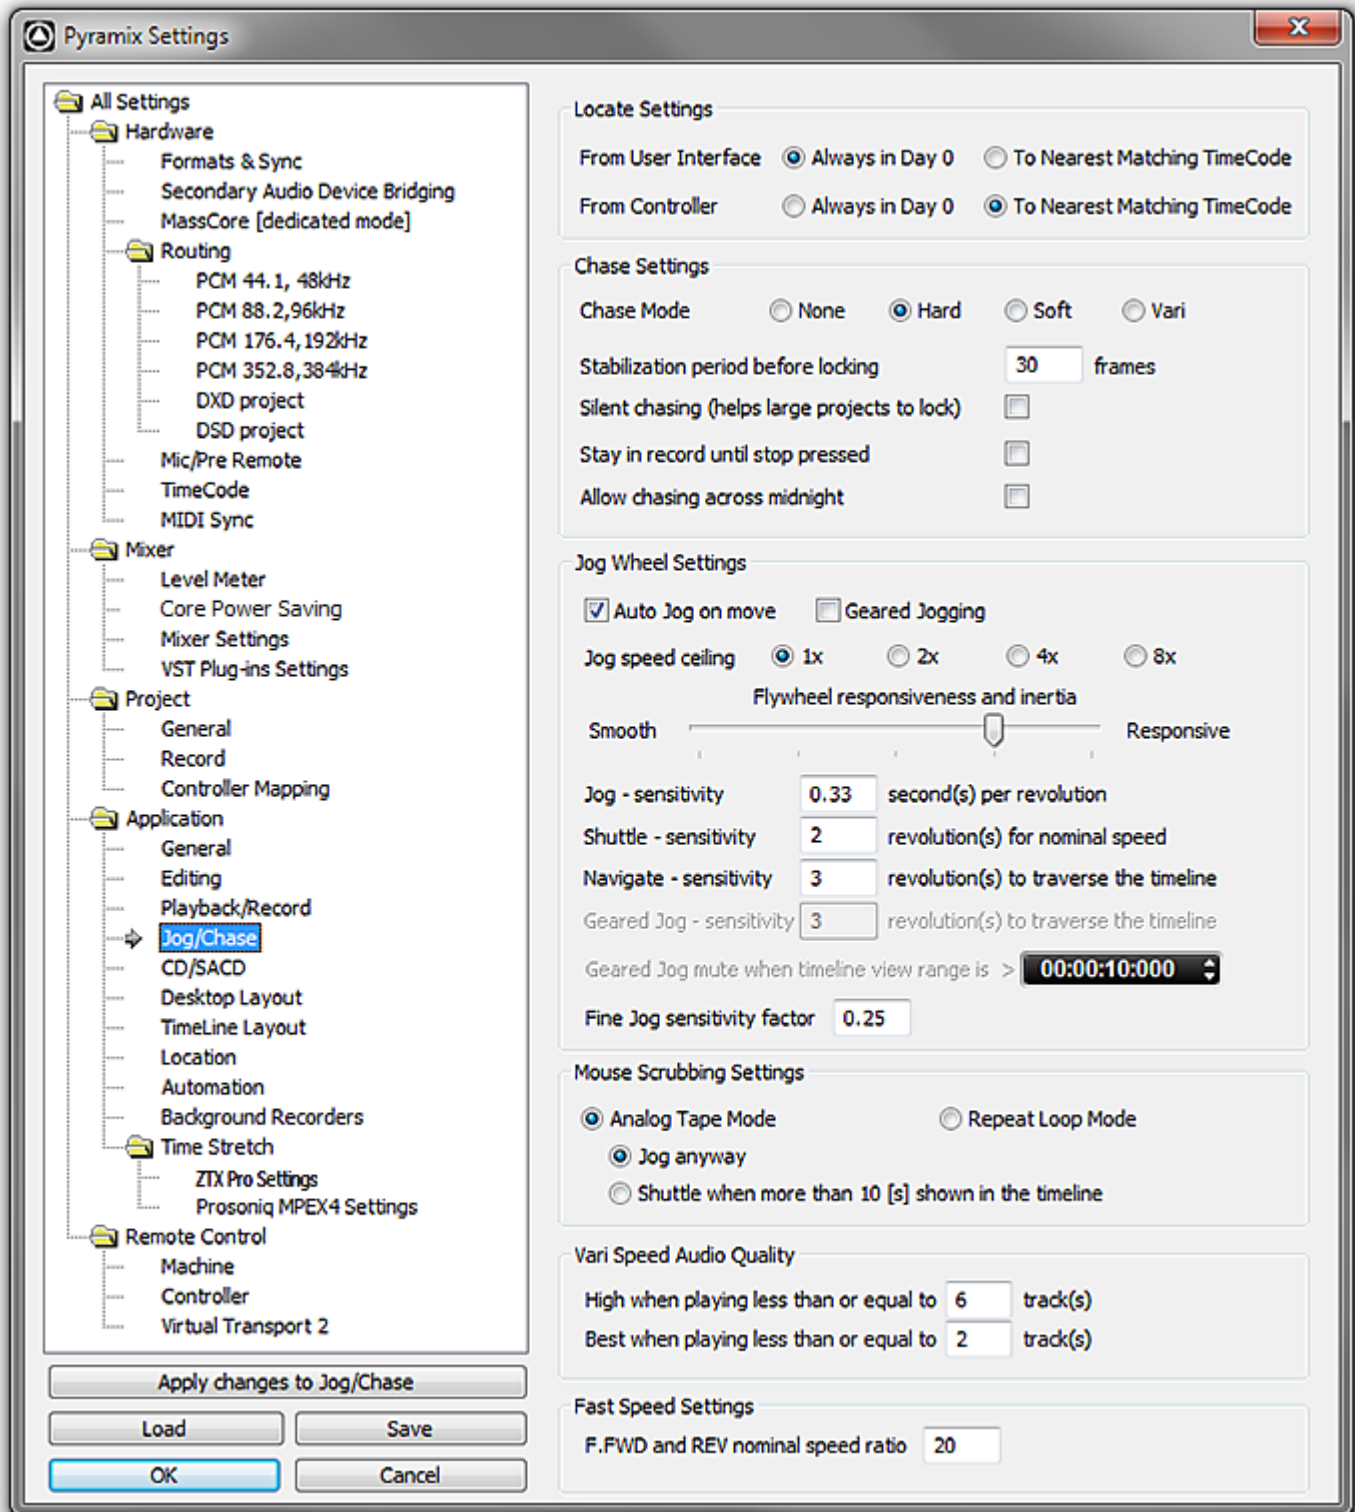 Pyramix Settings
All Settings
Hardware
Formats & Sync
Secondary Audio Device Bridging
MassCore [dedicated mode]
Routing
PCM 44.1, 48kHz
PCM 88.2,96kHz
PCM 176.4,192kHz
PCM 352.8,384kHz
DXD project
DSD project
Mic/Pre Remote
TimeCode
MIDI Sync
Mixer
Level Meter
Core Power Saving
Mixer Settings
VST Plug-ins Settings
Project
General
Record
Controller Mapping
Application
General
Editing
Playback/Record
Jog/Chase
CD/SACD
Desktop Layout
TimeLine Layout
Location
Automation
Background Recorders
Time Stretch
ZTX Pro Settings
Prosoniq MPEX4 Settings
Remote Control
Machine
Controller
Virtual Transport 2
Apply changes to Jog/Chase
Load Save
OK Cancel
Locate Settings
From User Interface Always in Day 0 To Nearest Matching TimeCode
From Controller Always in Day 0 To Nearest Matching TimeCode
Chase Settings
Chase Mode None Hard Soft Vari
Stabilization period before locking 30 frames
Silent chasing (helps large projects to lock)
Stay in record until stop pressed
Allow chasing across midnight
Jog Wheel Settings
Auto Jog on move Geared Jogging
Jog speed ceiling 1x 2x 4x 8x
Flywheel responsiveness and inertia
Smooth Responsive
Jog - sensitivity 0.33 second(s) per revolution
Shuttle - sensitivity 2 revolution(s) for nominal speed
Navigate - sensitivity 3 revolution(s) to traverse the timeline
Geared Jog - sensitivity 3 revolution(s) to traverse the timeline
Geared Jog mute when timeline view range is > 00:00:10:000
Fine Jog sensitivity factor 0.25
Mouse Scrubbing Settings
Analog Tape Mode Repeat Loop Mode
Jog anyway
Shuttle when more than 10 [s] shown in the timeline
Vari Speed Audio Quality
High when playing less than or equal to 6 track(s)
Best when playing less than or equal to 2 track(s)
Fast Speed Settings
F.FWD and REV nominal speed ratio 20